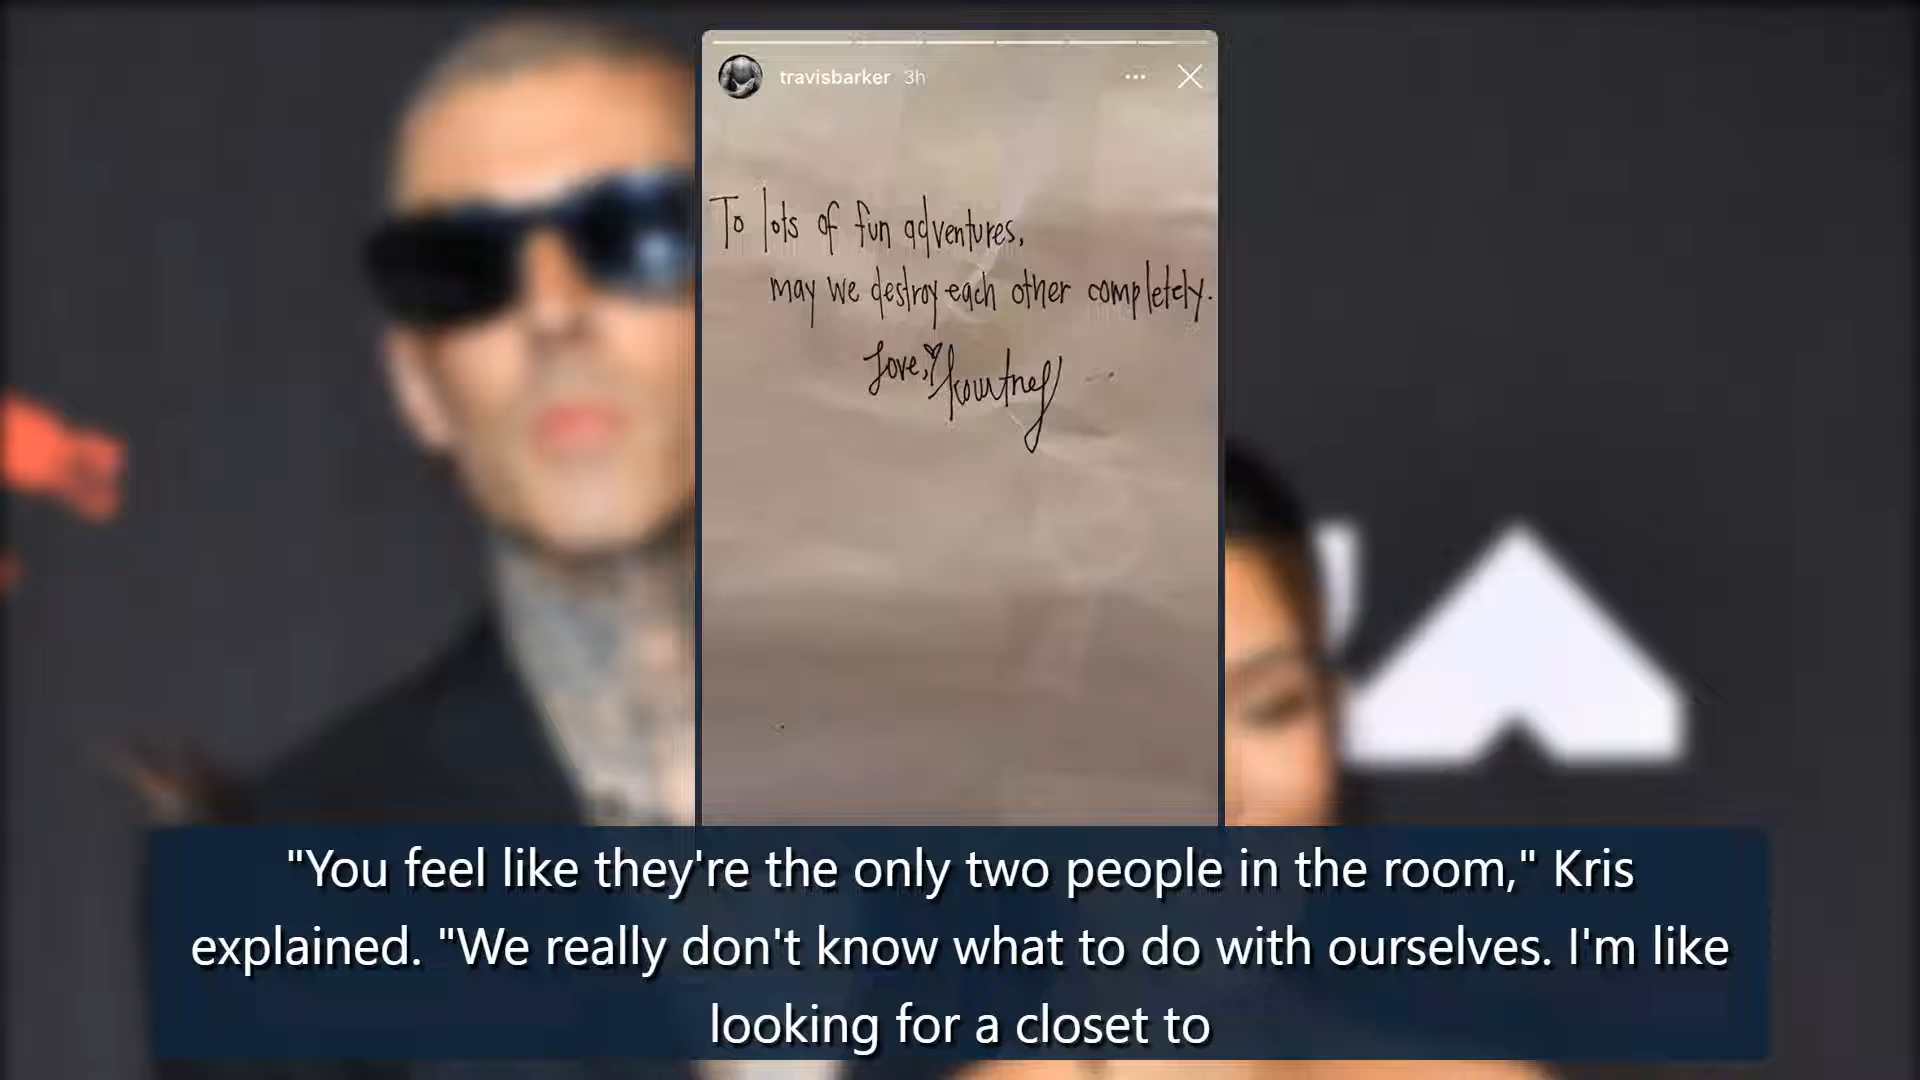 travisbarker 3h
To lots of fun adventures,
may we destroy each other completely.
Love, Kourtney
"You feel like they're the only two people in the room," Kris
explained. "We really don't know what to do with ourselves. I'm like
looking for a closet to